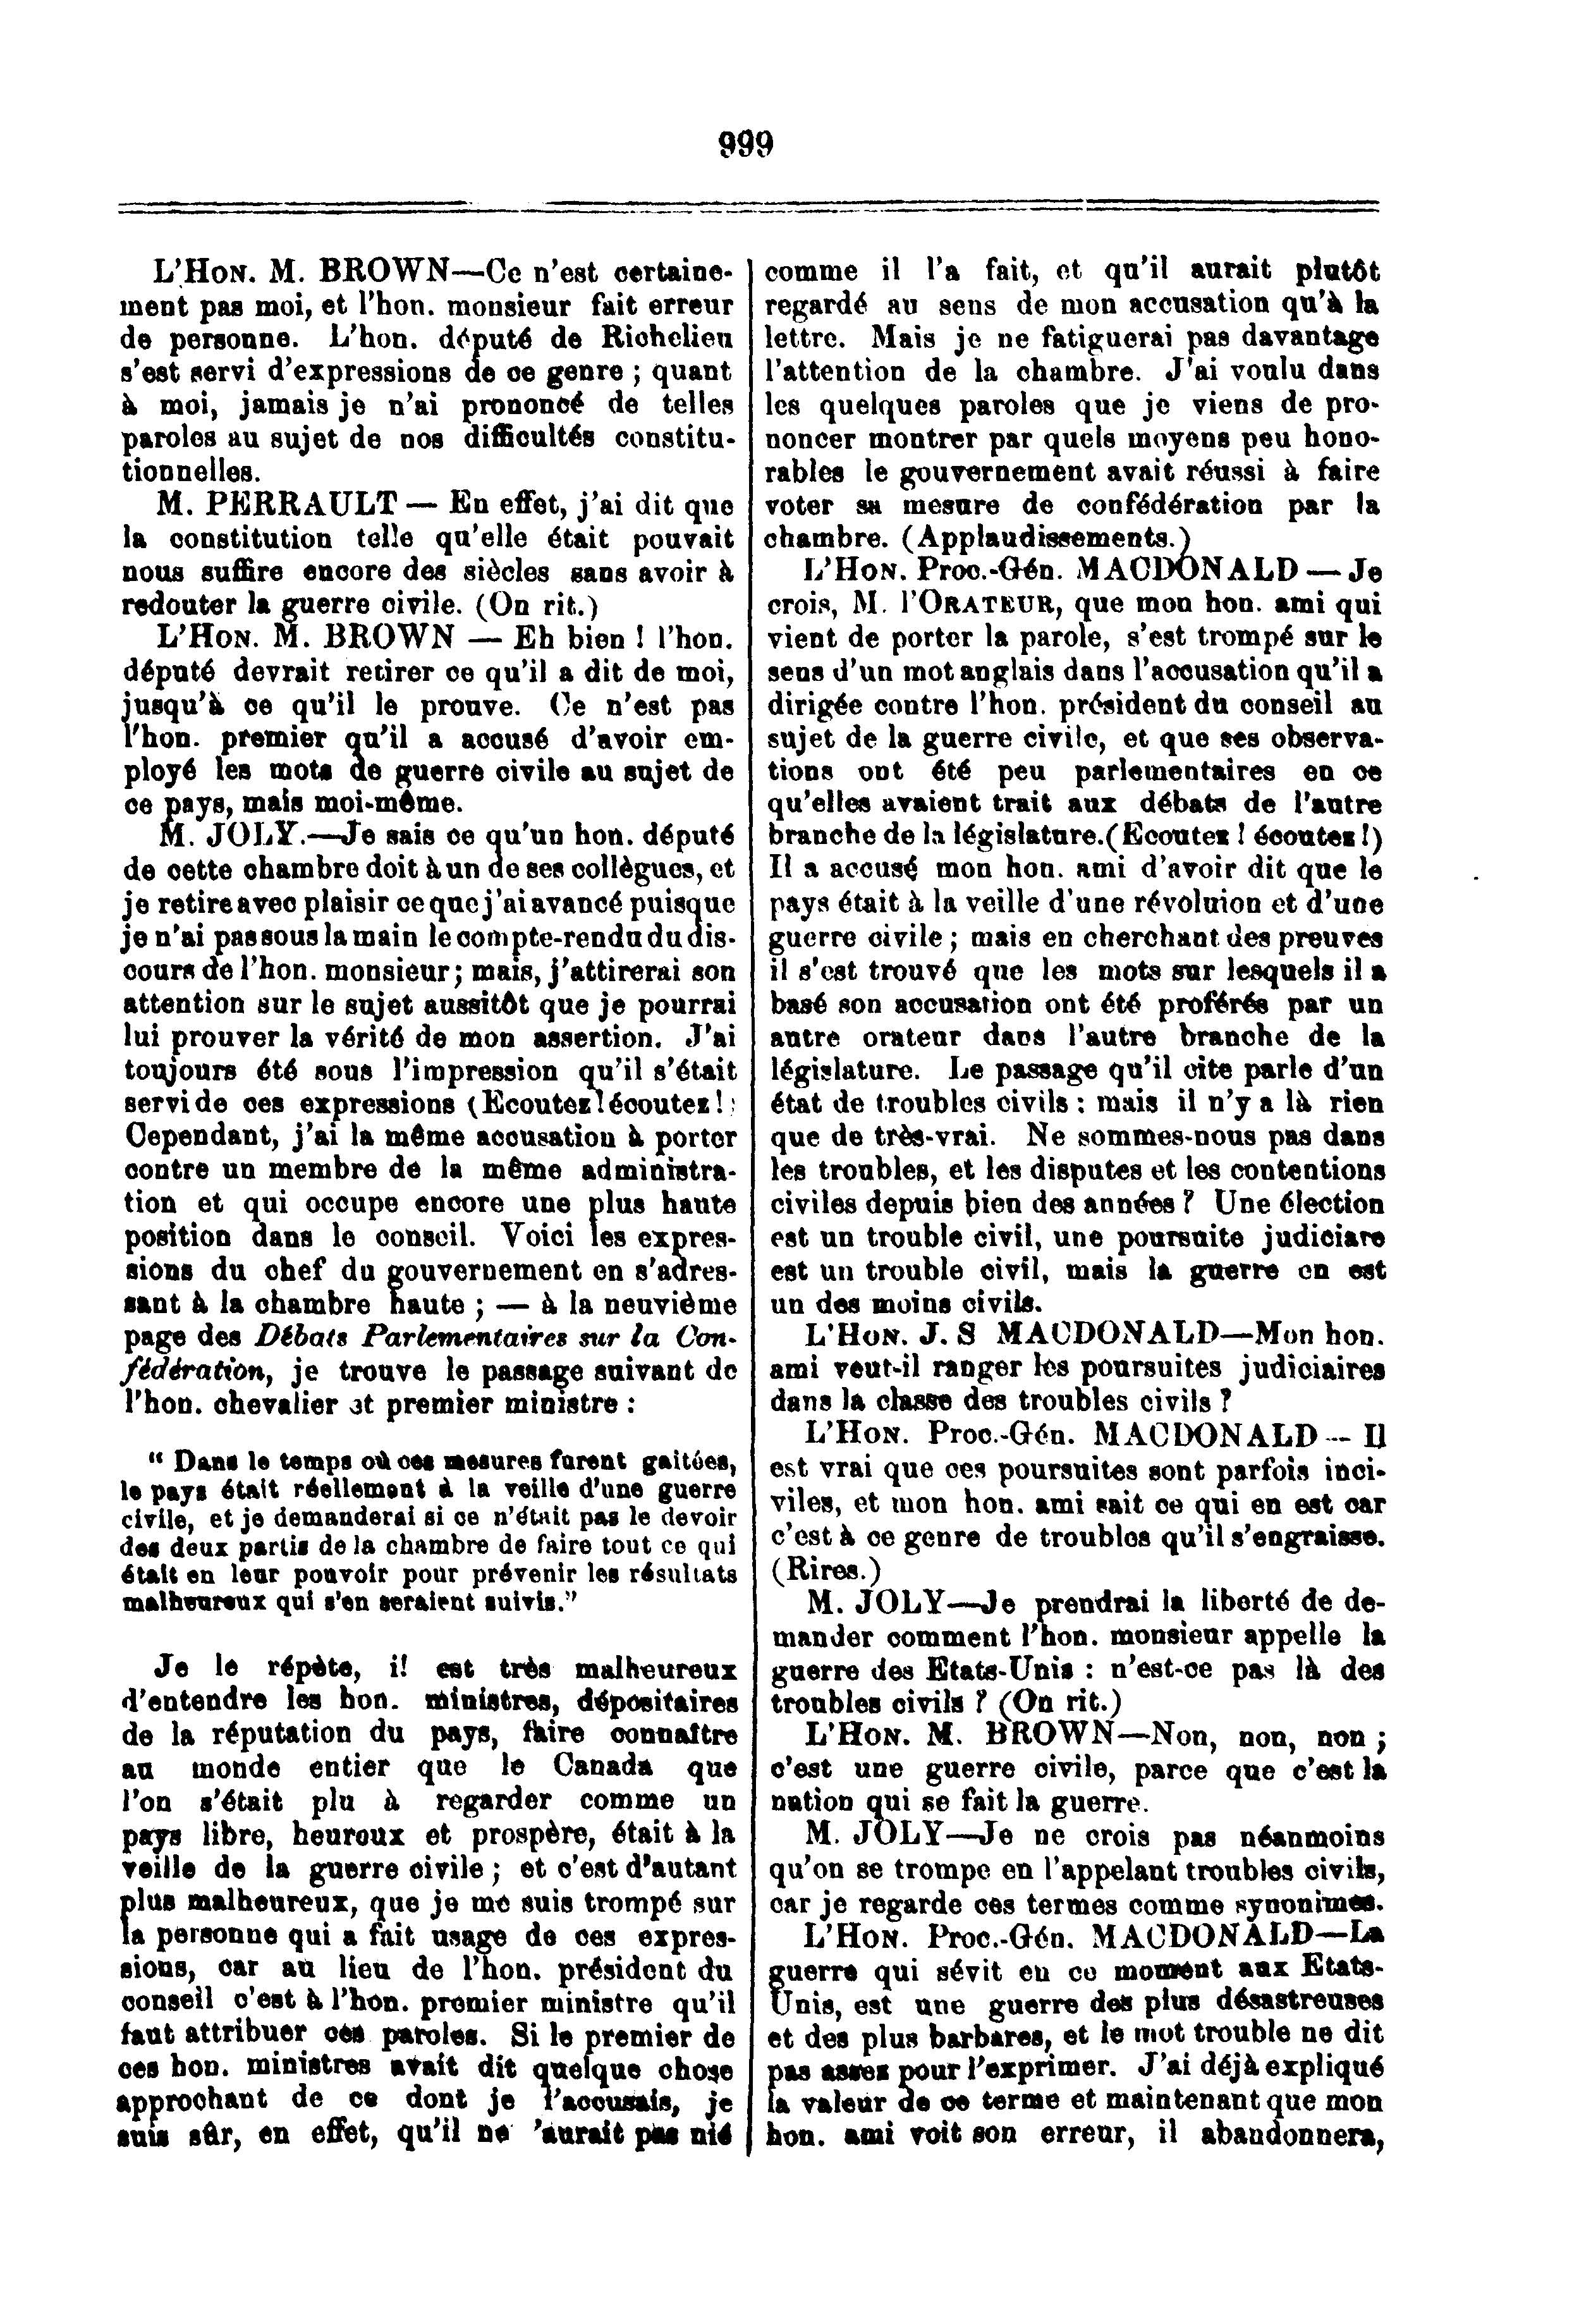 999
L'HON. M. BROWN—Ce n'est certaine-
ment pas moi, et l'hon. monsieur fait erreur
de personne. L'hon. député de Richelieu
s'est servi d'expressions de ce genre ; quant
à moi, jamais je n'ai prononcé de telles
paroles au sujet de nos difficultés constitu-
tionnelles.
M. PERRAULT — En effet, j'ai dit que
la constitution telle qu'elle était pouvait
nous suffire encore des siècles sans avoir à
redouter la guerre civile. (On rit.)
L'HON. M. BROWN — Eh bien ! l'hon.
député devrait retirer ce qu'il a dit de moi,
jusqu'à ce qu'il le prouve. Ce n'est pas
l'hon. premier qu'il a accusé d'avoir em-
ployé les mots de guerre civile au sujet de
ce pays, mais moi-même.
M. JOLY.—Je sais ce qu'un hon. député
de cette chambre doit à un de ses collègues, et
je retire avec plaisir ce que j'ai avancé puisque
je n'ai pas sous la main le compte-rendu du dis-
cours de l'hon. monsieur ; mais, j'attirerai son
attention sur le sujet aussitôt que je pourrai
lui prouver la vérité de mon assertion. J'ai
toujours été sous l'impression qu'il s'était
servi de ces expressions (Ecoutez ! écoutez !)
Cependant, j'ai la même accusation à porter
contre un membre de la même administra-
tion et qui occupe encore une plus haute
position dans le conseil. Voici les expres-
sions du chef du gouvernement en s'adres-
sant à la chambre haute ; — à la neuvième
page des Débats Parlementaires sur la Con-
fédération, je trouve le passage suivant de
l'hon. chevalier et premier ministre :
“ Dans le temps où ces mesures furent gaitées,
le pays était réellement à la veille d'une guerre
civile, et je demanderai si ce n'était pas le devoir
des deux partis de la chambre de faire tout ce qui
était en leur pouvoir pour prévenir les résultats
malheureux qui s'en seraient suivis.”
Je le répète, il est très malheureux
d'entendre les hon. ministres, dépositaires
de la réputation du pays, faire connaître
au monde entier que le Canada que
l'on s'était plu à regarder comme un
pays libre, heureux et prospère, était à la
veille de la guerre civile ; et c'est d'autant
plus malheureux, que je me suis trompé sur
la personne qui a fait usage de ces expres-
sions, car au lieu de l'hon. président du
conseil c'est à l'hon. premier ministre qu'il
faut attribuer ces paroles. Si le premier de
ces hon. ministres avait dit quelque chose
approchant de ce dont je l'accusais, je
suis sûr, en effet, qu'il ne 'aurait pas nié
comme il l'a fait, et qu'il aurait plutôt
regardé au sens de mon accusation qu'à la
lettre. Mais je ne fatiguerai pas davantage
l'attention de la chambre. J'ai voulu dans
les quelques paroles que je viens de pro-
noncer montrer par quels moyens peu hono-
rables le gouvernement avait réussi à faire
voter sa mesure de confédération par la
chambre. (Applaudissements.)
L'HON. Proc.-Gén. MACDONALD — Je
crois, M. l'ORATEUR, que mon hon. ami qui
vient de porter la parole, s'est trompé sur le
sens d'un mot anglais dans l'accusation qu'il a
dirigée contre l'hon. président du conseil au
sujet de la guerre civile, et que ses observa-
tions ont été peu parlementaires en ce
qu'elles avaient trait aux débats de l'autre
branche de la législature. (Ecoutez ! écoutez !)
Il a accusé mon hon. ami d'avoir dit que le
pays était à la veille d'une révoluion et d'une
guerre civile ; mais en cherchant des preuves
il s'est trouvé que les mots sur lesquels il a
basé son accusation ont été proférés par un
autre orateur dans l'autre branche de la
législature. Le passage qu'il cite parle d'un
état de troubles civils : mais il n'y a là rien
que de très-vrai. Ne sommes-nous pas dans
les troubles, et les disputes et les contentions
civiles depuis bien des années ? Une élection
est un trouble civil, une poursuite judiciare
est un trouble civil, mais la guerre en est
un des moins civils.
L'HON. J. S MACDONALD—Mon hon.
ami veut-il ranger les poursuites judiciaires
dans la classe des troubles civils ?
L'HON. Proc.-Gén. MACDONALD — Il
est vrai que ces poursuites sont parfois inci-
viles, et mon hon. ami sait ce qui en est car
c'est à ce genre de troubles qu'il s'engraisse.
(Rires.)
M. JOLY—Je prendrai la liberté de de-
mander comment l'hon. monsieur appelle la
guerre des Etats-Unis : n'est-ce pas là des
troubles civils ? (On rit.)
L'HON. M. BROWN—Non, non, non ;
c'est une guerre civile, parce que c'est la
nation qui se fait la guerre.
M. JOLY—Je ne crois pas néanmoins
qu'on se trompe en l'appelant troubles civils,
car je regarde ces termes comme synonimes.
L'HON. Proc.-Gén. MACDONALD—La
guerre qui sévit en ce moment aux Etats-
Unis, est une guerre des plus désastreuses
et des plus barbares, et le mot trouble ne dit
pas assez pour l'exprimer. J'ai déjà expliqué
la valeur de ce terme et maintenant que mon
hon. ami voit son erreur, il abandonnera,